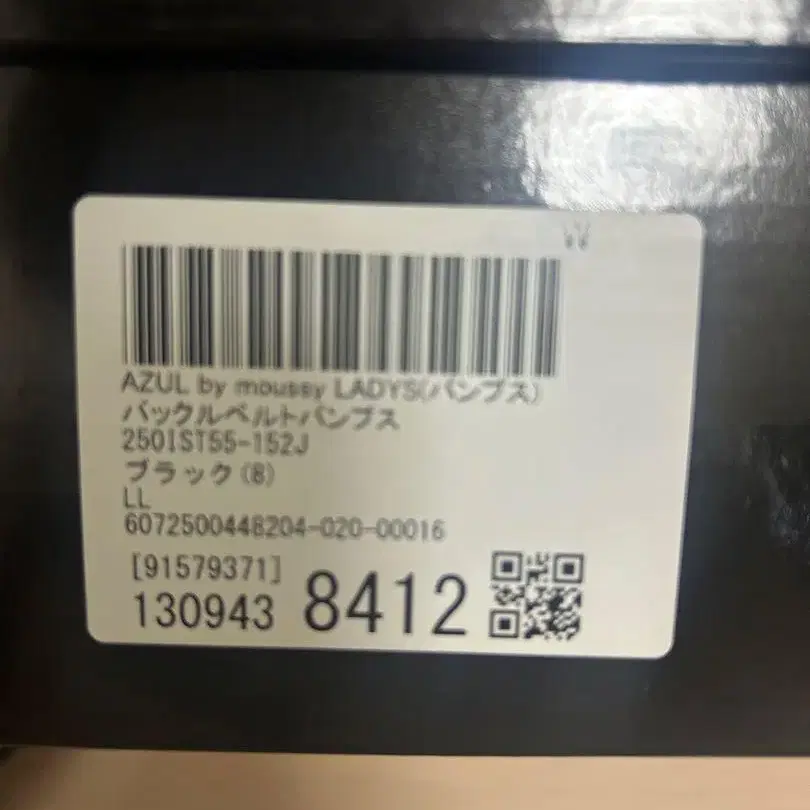 AZUL by moussy LADYS(パンプス)
バックルベルトパンプス
250IST55-152J
ブラック(8)
LL
6072500448204-020-00016
[91579371]
130943 8412